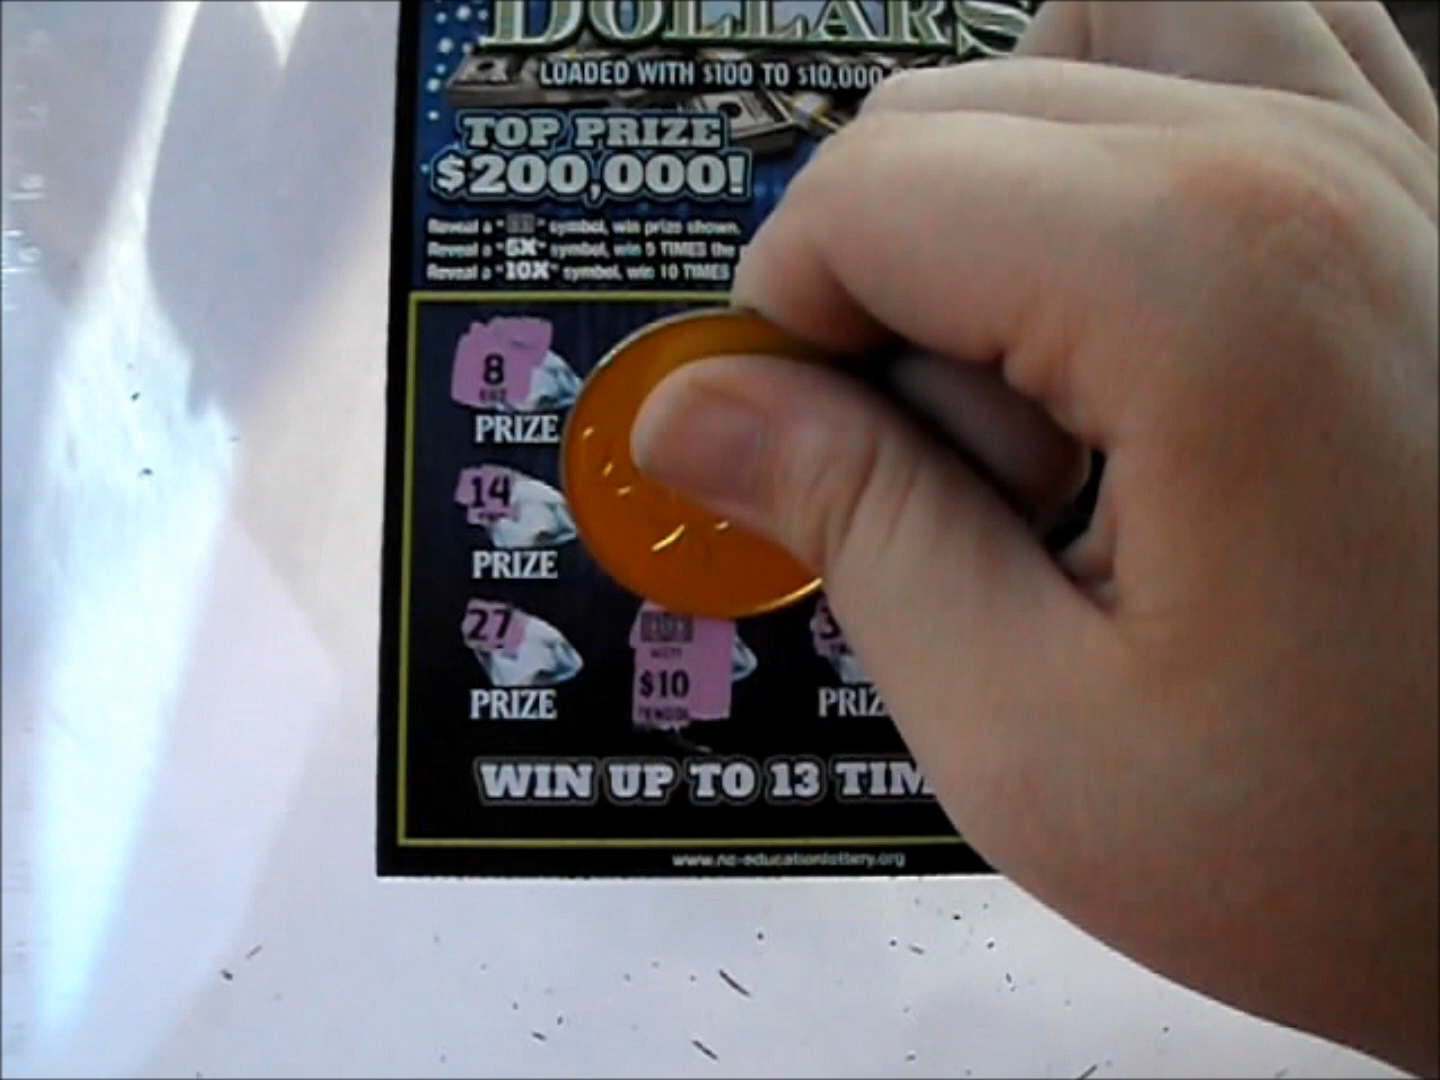 DOLLARS
LOADED WITH $100 TO $10,000
TOP PRIZE
$200,000!
Reveal a " " symbol, win prize shown.
Reveal a "5X" symbol, win 5 TIMES the
Reveal a "10X" symbol, win 10 TIMES
8
PRIZE
14
PRIZE
27
$10
PRIZE
PRIZ
WIN UP TO 13 TIM
www.nc-educationlottery.org